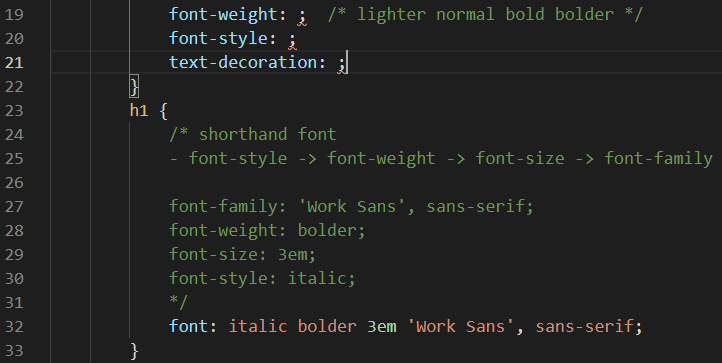 19 font-weight: ; /* lighter normal bold bolder */
20 font-style: ;
21 text-decoration: ;
22 }
23 h1 {
24 /* shorthand font
25 - font-style -> font-weight -> font-size -> font-family
26
27 font-family: 'Work Sans', sans-serif;
28 font-weight: bolder;
29 font-size: 3em;
30 font-style: italic;
31 */
32 font: italic bolder 3em 'Work Sans', sans-serif;
33 }